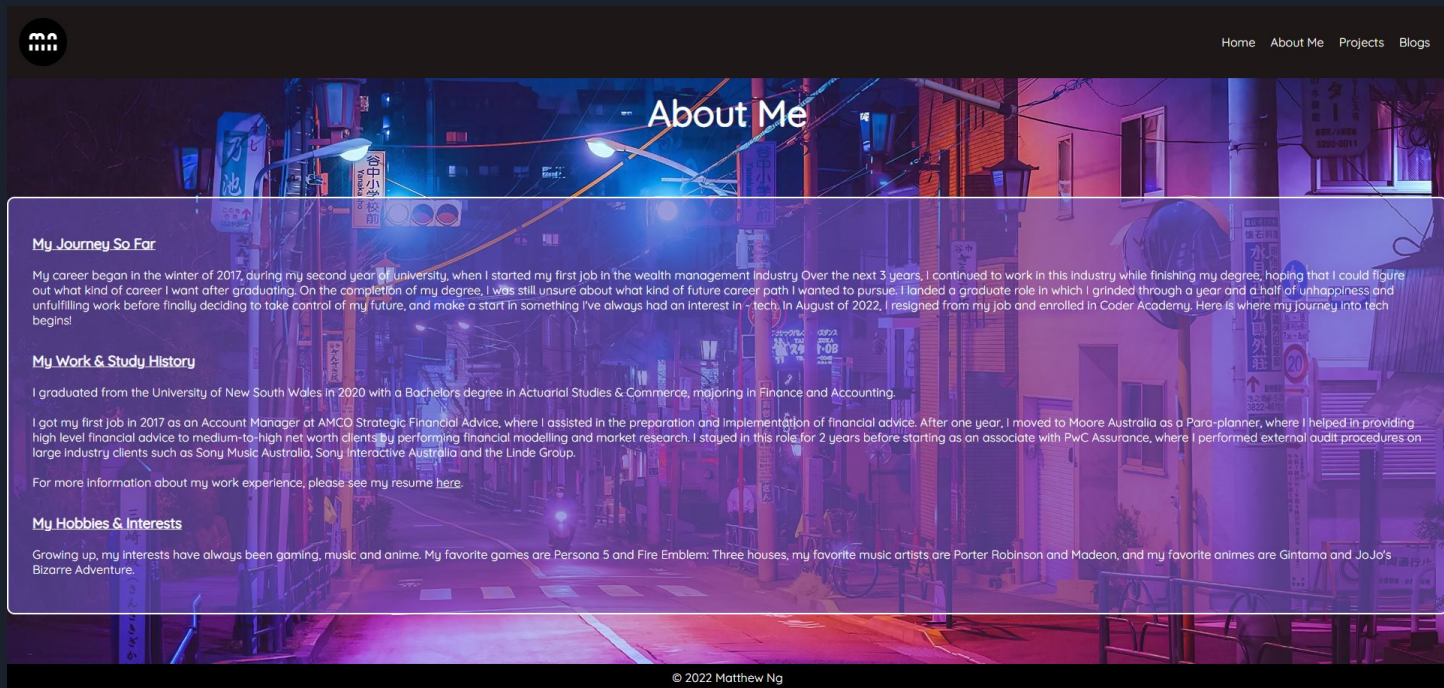 Home About Me Projects Blogs
About Me
乃池
谷中小学校前
Yanaka
My Journey So Far
My career began in the winter of 2017, during my second year of university, when I started my first job in the wealth management industry Over the next 3 years, I continued to work in this industry while finishing my degree, hoping that I could figure
out what kind of career I want after graduating. On the completion of my degree, I was still unsure about what kind of future career path I wanted to pursue. I landed a graduate role in which I grinded through a year and a half of unhappiness and
unfulfilling work before finally deciding to take control of my future, and make a start in something I've always had an interest in - tech. In August of 2022, I resigned from my job and enrolled in Coder Academy. Here is where my journey into tech
begins!
My Work & Study History
I graduated from the University of New South Wales in 2020 with a Bachelors degree in Actuarial Studies & Commerce, majoring in Finance and Accounting.
I got my first job in 2017 as an Account Manager at AMCO Strategic Financial Advice, where I assisted in the preparation and implementation of financial advice. After one year, I moved to Moore Australia as a Para-planner, where I helped in providing
high level financial advice to medium-to-high net worth clients by performing financial modelling and market research. I stayed in this role for 2 years before starting as an associate with PwC Assurance, where I performed external audit procedures on
large industry clients such as Sony Music Australia, Sony Interactive Australia and the Linde Group.
For more information about my work experience, please see my resume here.
My Hobbies & Interests
Growing up, my interests have always been gaming, music and anime. My favorite games are Persona 5 and Fire Emblem: Three houses, my favorite music artists are Porter Robinson and Madeon, and my favorite animes are Gintama and JoJo's
Bizarre Adventure.
20
© 2022 Matthew Ng